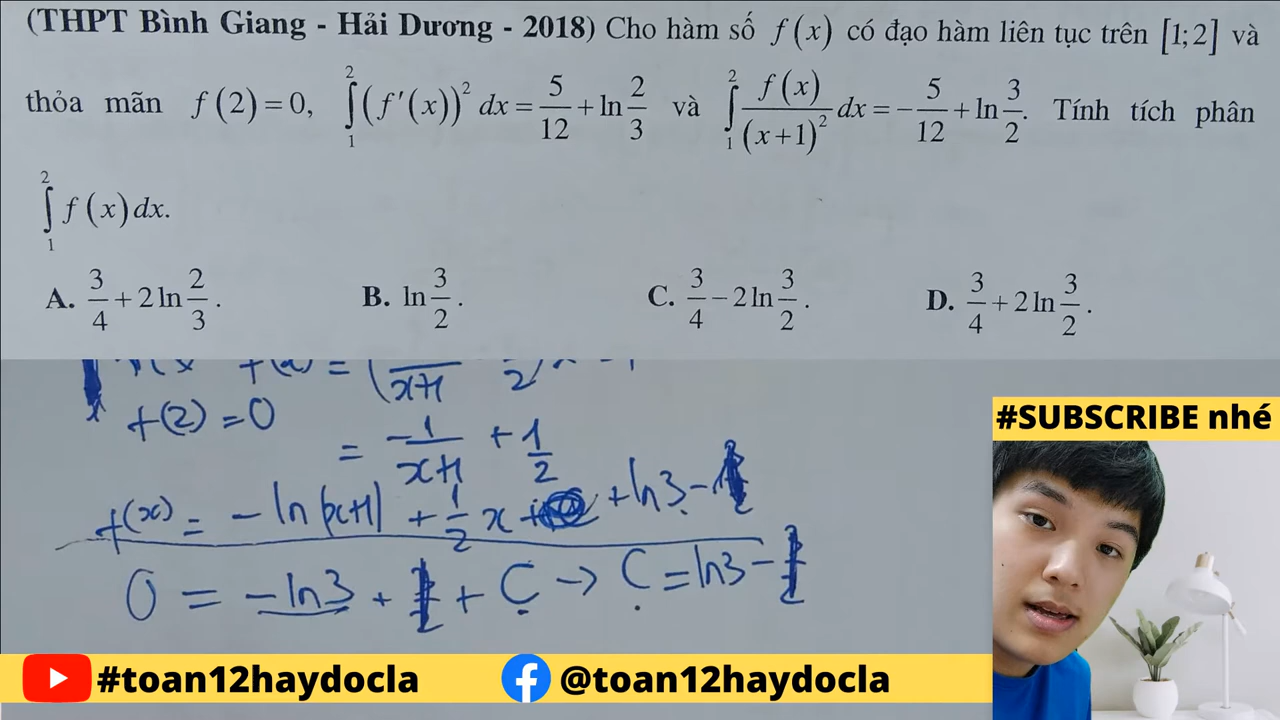 (THPT Bình Giang - Hải Dương - 2018) Cho hàm số f(x) có đạo hàm liên tục trên [1;2] và
thỏa mãn f(2)=0, ∫₁² (f'(x))² dx = 5/12 + ln 2/3 và ∫₁² f(x)/(x+1)² dx = -5/12 + ln 3/2. Tính tích phân
∫₁² f(x)dx.
A. 3/4 + 2ln 2/3. B. ln 3/2. C. 3/4 - 2ln 3/2. D. 3/4 + 2ln 3/2.
f(2) = 0
= -1/(x+1) + 1/2
f(x) = -ln|x+1| + 1/2 x + ln3 - 1
0 = -ln3 + 1 + C → C = ln3 - 1
#SUBSCRIBE nhé
#toan12haydocla
@toan12haydocla